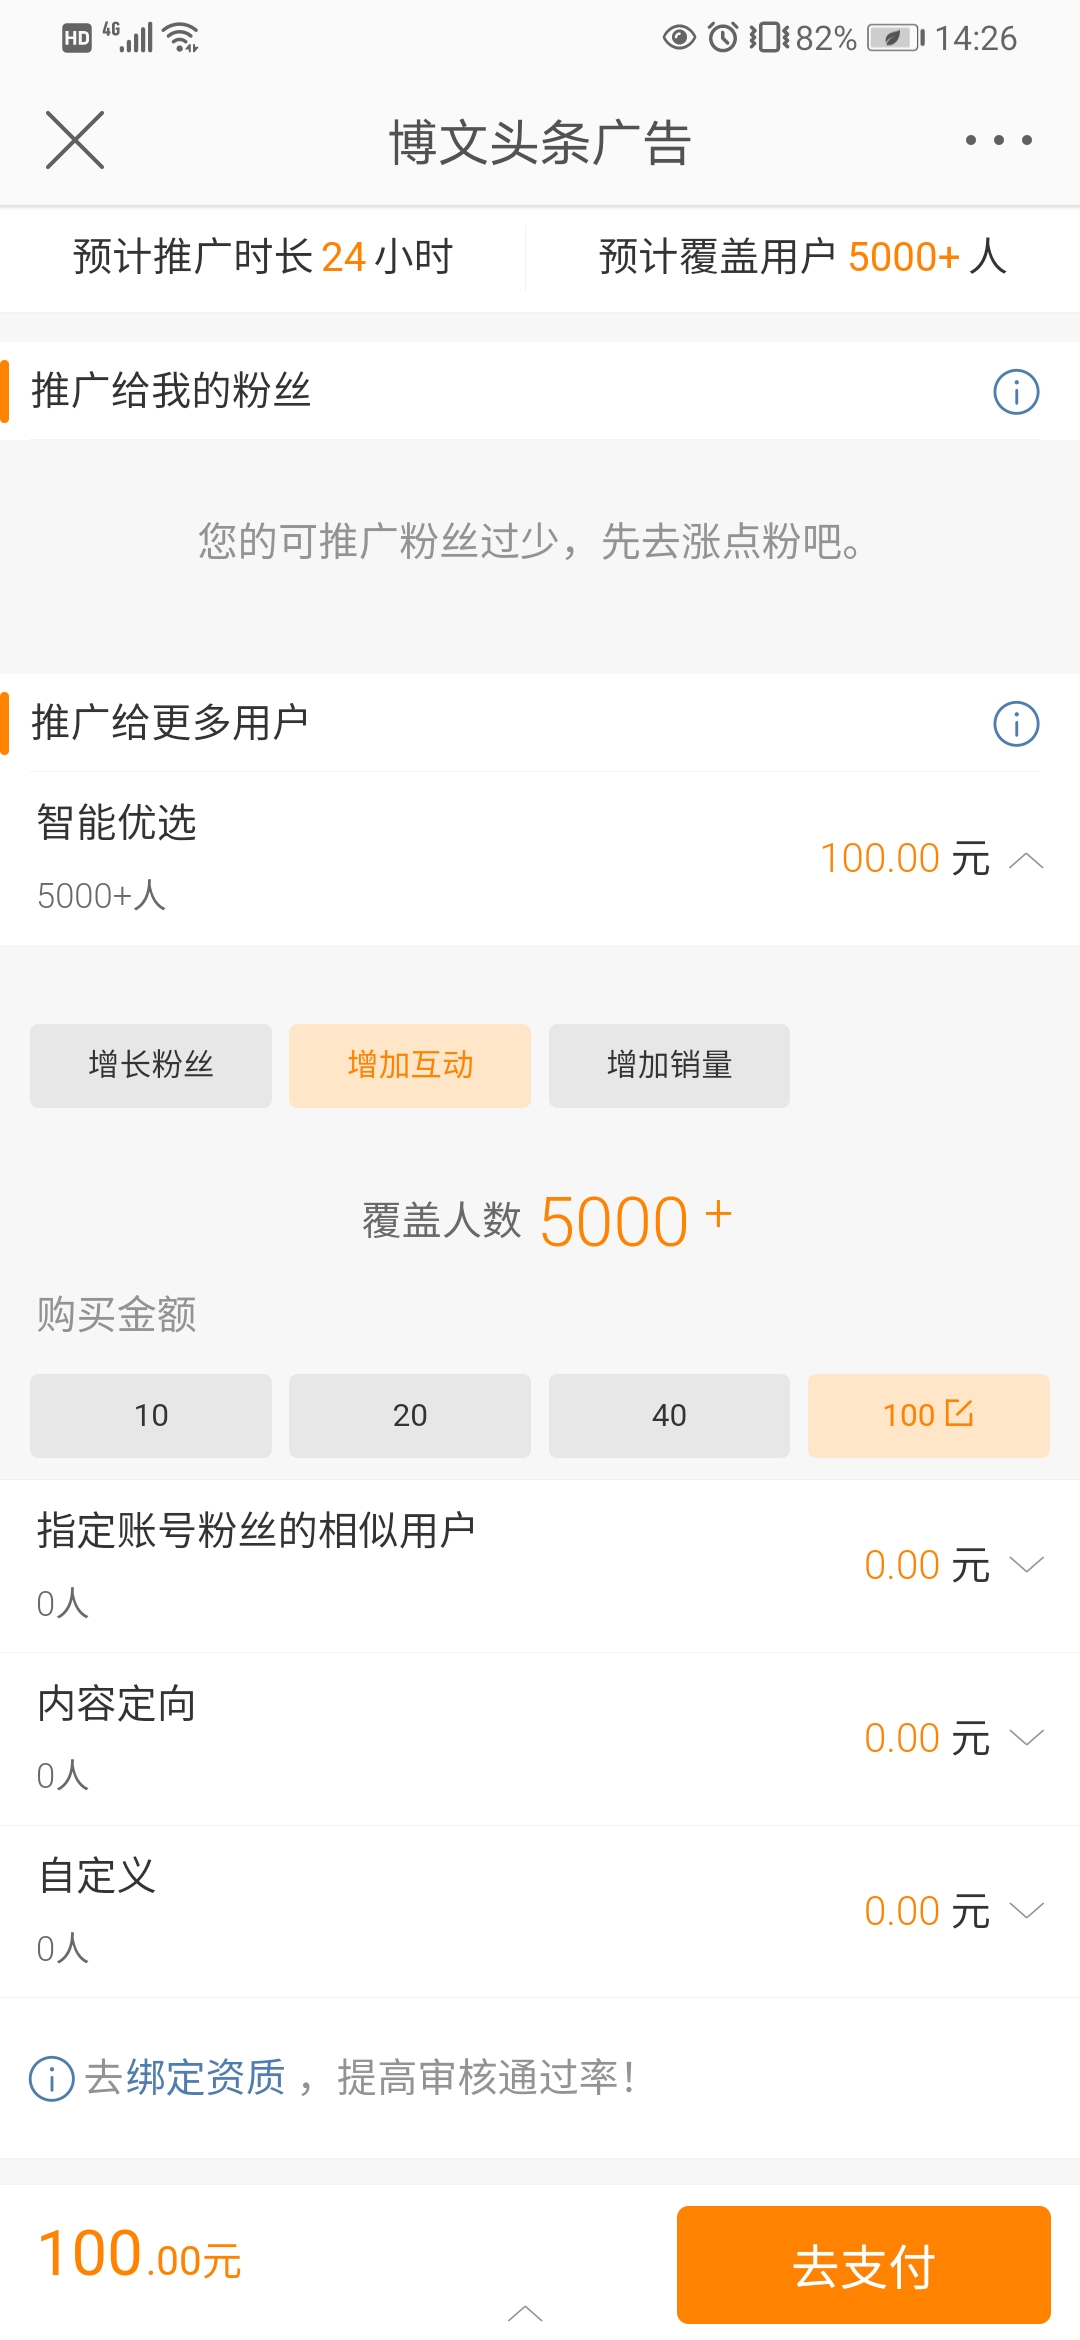 HD 4G 82% 14:26
博文头条广告
预计推广时长 24 小时 预计覆盖用户 5000+ 人
推广给我的粉丝
您的可推广粉丝过少，先去涨点粉吧。
推广给更多用户
智能优选
100.00 元
5000+人
增长粉丝 增加互动 增加销量
覆盖人数 5000 +
购买金额
10 20 40 100
指定账号粉丝的相似用户
0.00 元
0人
内容定向
0.00 元
0人
自定义
0.00 元
0人
去绑定资质，提高审核通过率！
100.00元 去支付